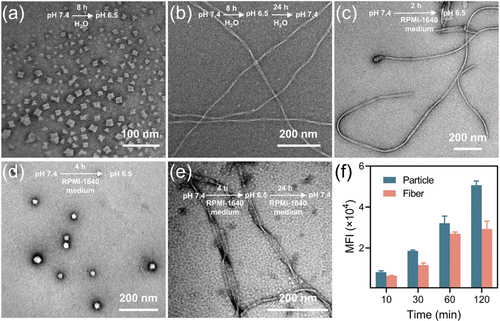 (a)
8 h
pH 7.4 pH 6.5
H₂O
100 nm
(b)
8 h 24 h
pH 7.4 pH 6.5 pH 7.4
H₂O H₂O
200 nm
(c)
2 h
pH 7.4 pH 6.5
RPMI-1640
medium
200 nm
(d)
4 h
pH 7.4 pH 6.5
RPMI-1640
medium
200 nm
(e)
4 h 24 h
pH 7.4 pH 6.5 pH 7.4
RPMI-1640 RPMI-1640
medium medium
200 nm
(f)
Particle
Fiber
MFI (×10⁴)
6
4
2
10 30 60 120
Time (min)